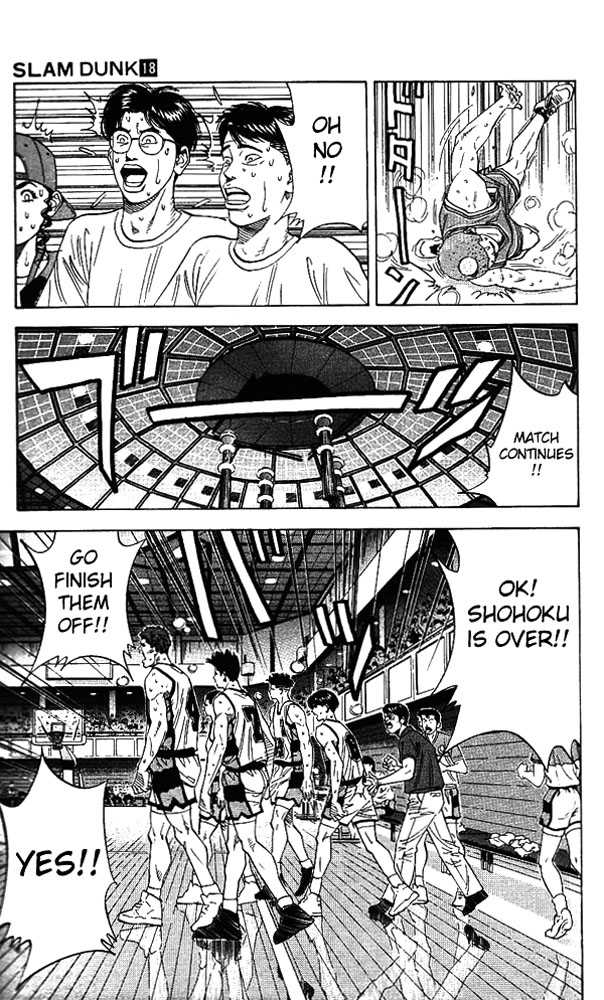 SLAM DUNK 18
OH
NO
!!
MATCH
CONTINUES
!!
OK!
SHOHOKU
IS OVER!!
GO
FINISH
THEM
OFF!!
YES!!